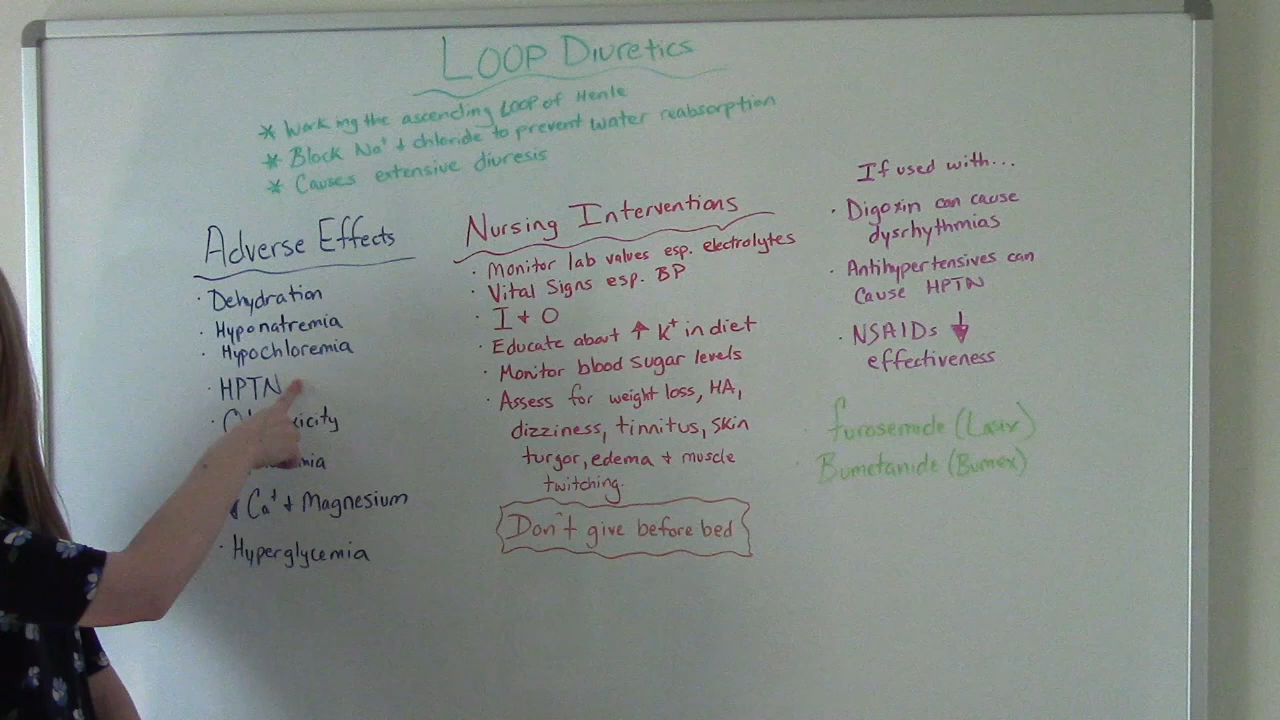 LOOP Diuretics
* Work ing the ascending LOOP of Henle
* Block Na⁺ + chloride to prevent water reabsorption
* Causes extensive diuresis
Adverse Effects
· Dehydration
· Hyponatremia
· Hypochloremia
· HPTN
↓ Ca⁺ + Magnesium
· Hyperglycemia
Nursing Interventions
· Monitor lab values esp. electrolytes
· Vital Signs esp. BP
· I + O
· Educate about ↑ K⁺ in diet
· Monitor blood sugar levels
· Assess for weight loss, HA,
dizziness, tinnitus, skin
turgor, edema + muscle
twitching.
Don't give before bed
If used with...
· Digoxin can cause
dysrhythmias
· Antihypertensives can
Cause HPTN
· NSAIDs ↓
effectiveness
· furosemide (Lasix)
· Bumetanide (Bumex)